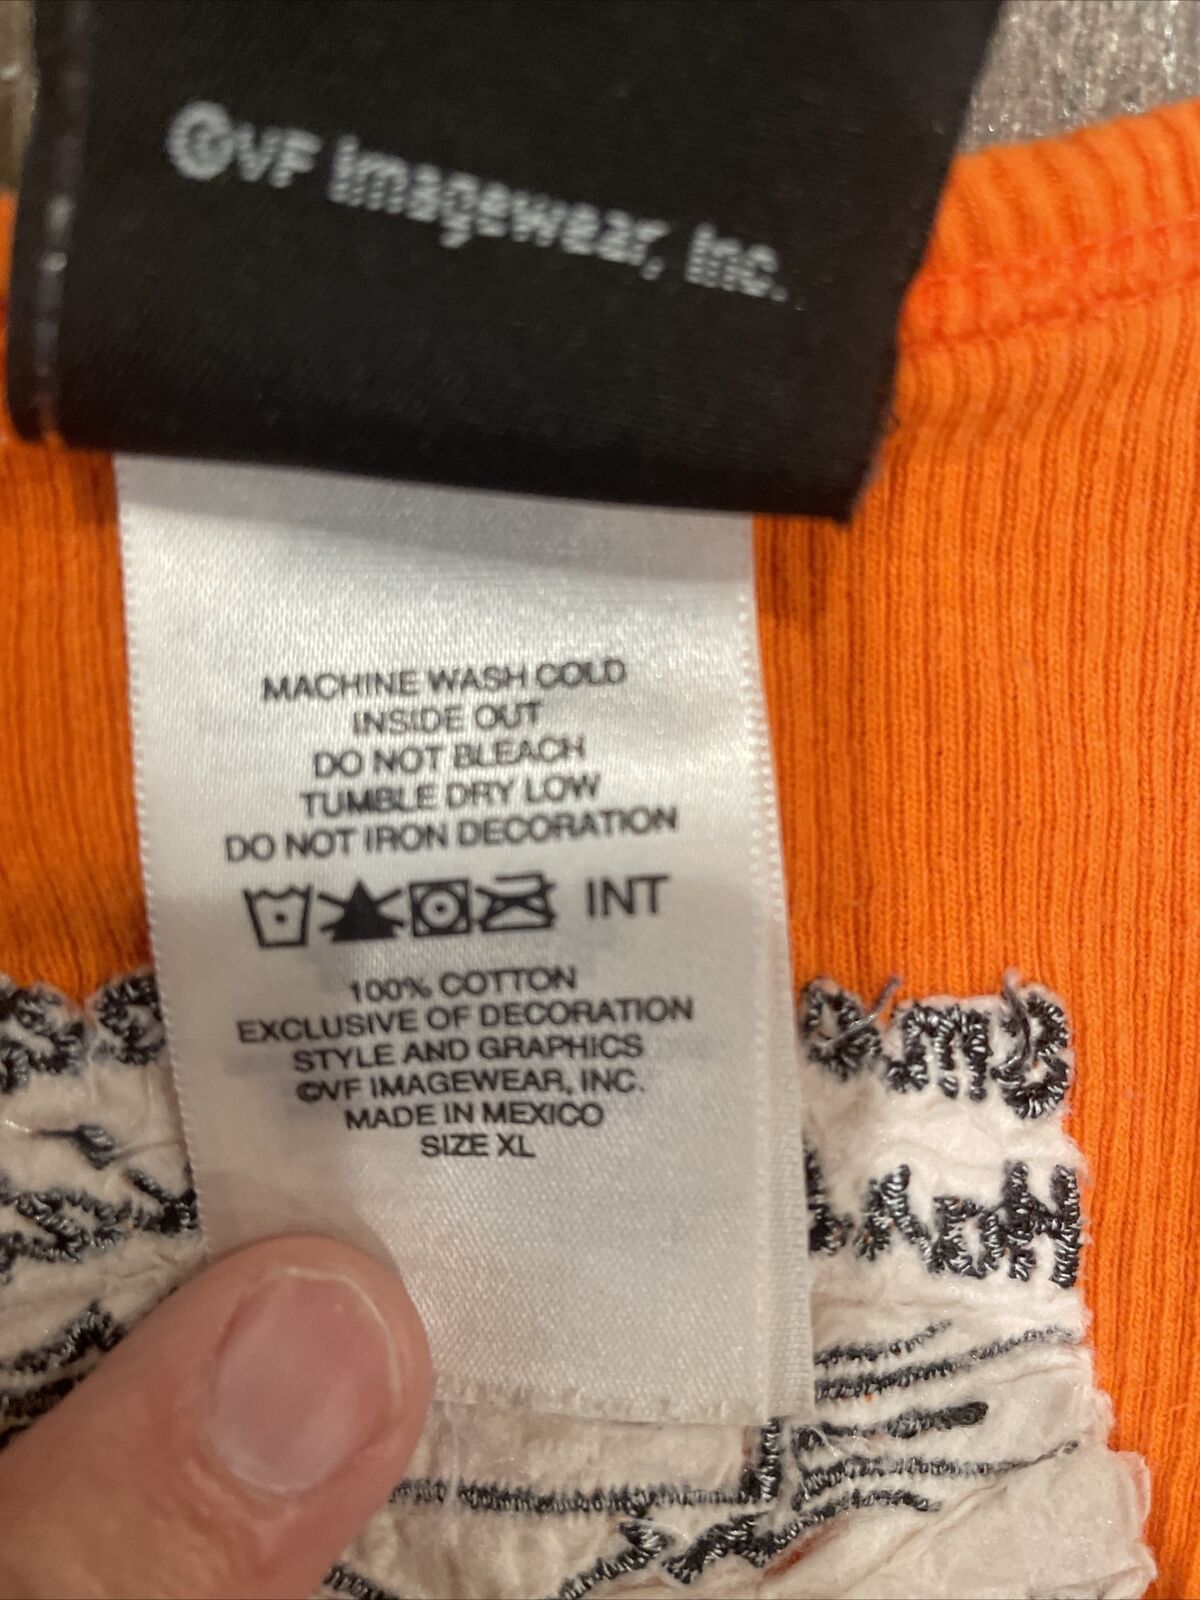 ©VF Imagewear, Inc.
MACHINE WASH COLD
INSIDE OUT
DO NOT BLEACH
TUMBLE DRY LOW
DO NOT IRON DECORATION
INT
100% COTTON
EXCLUSIVE OF DECORATION
STYLE AND GRAPHICS
©VF IMAGEWEAR, INC.
MADE IN MEXICO
SIZE XL